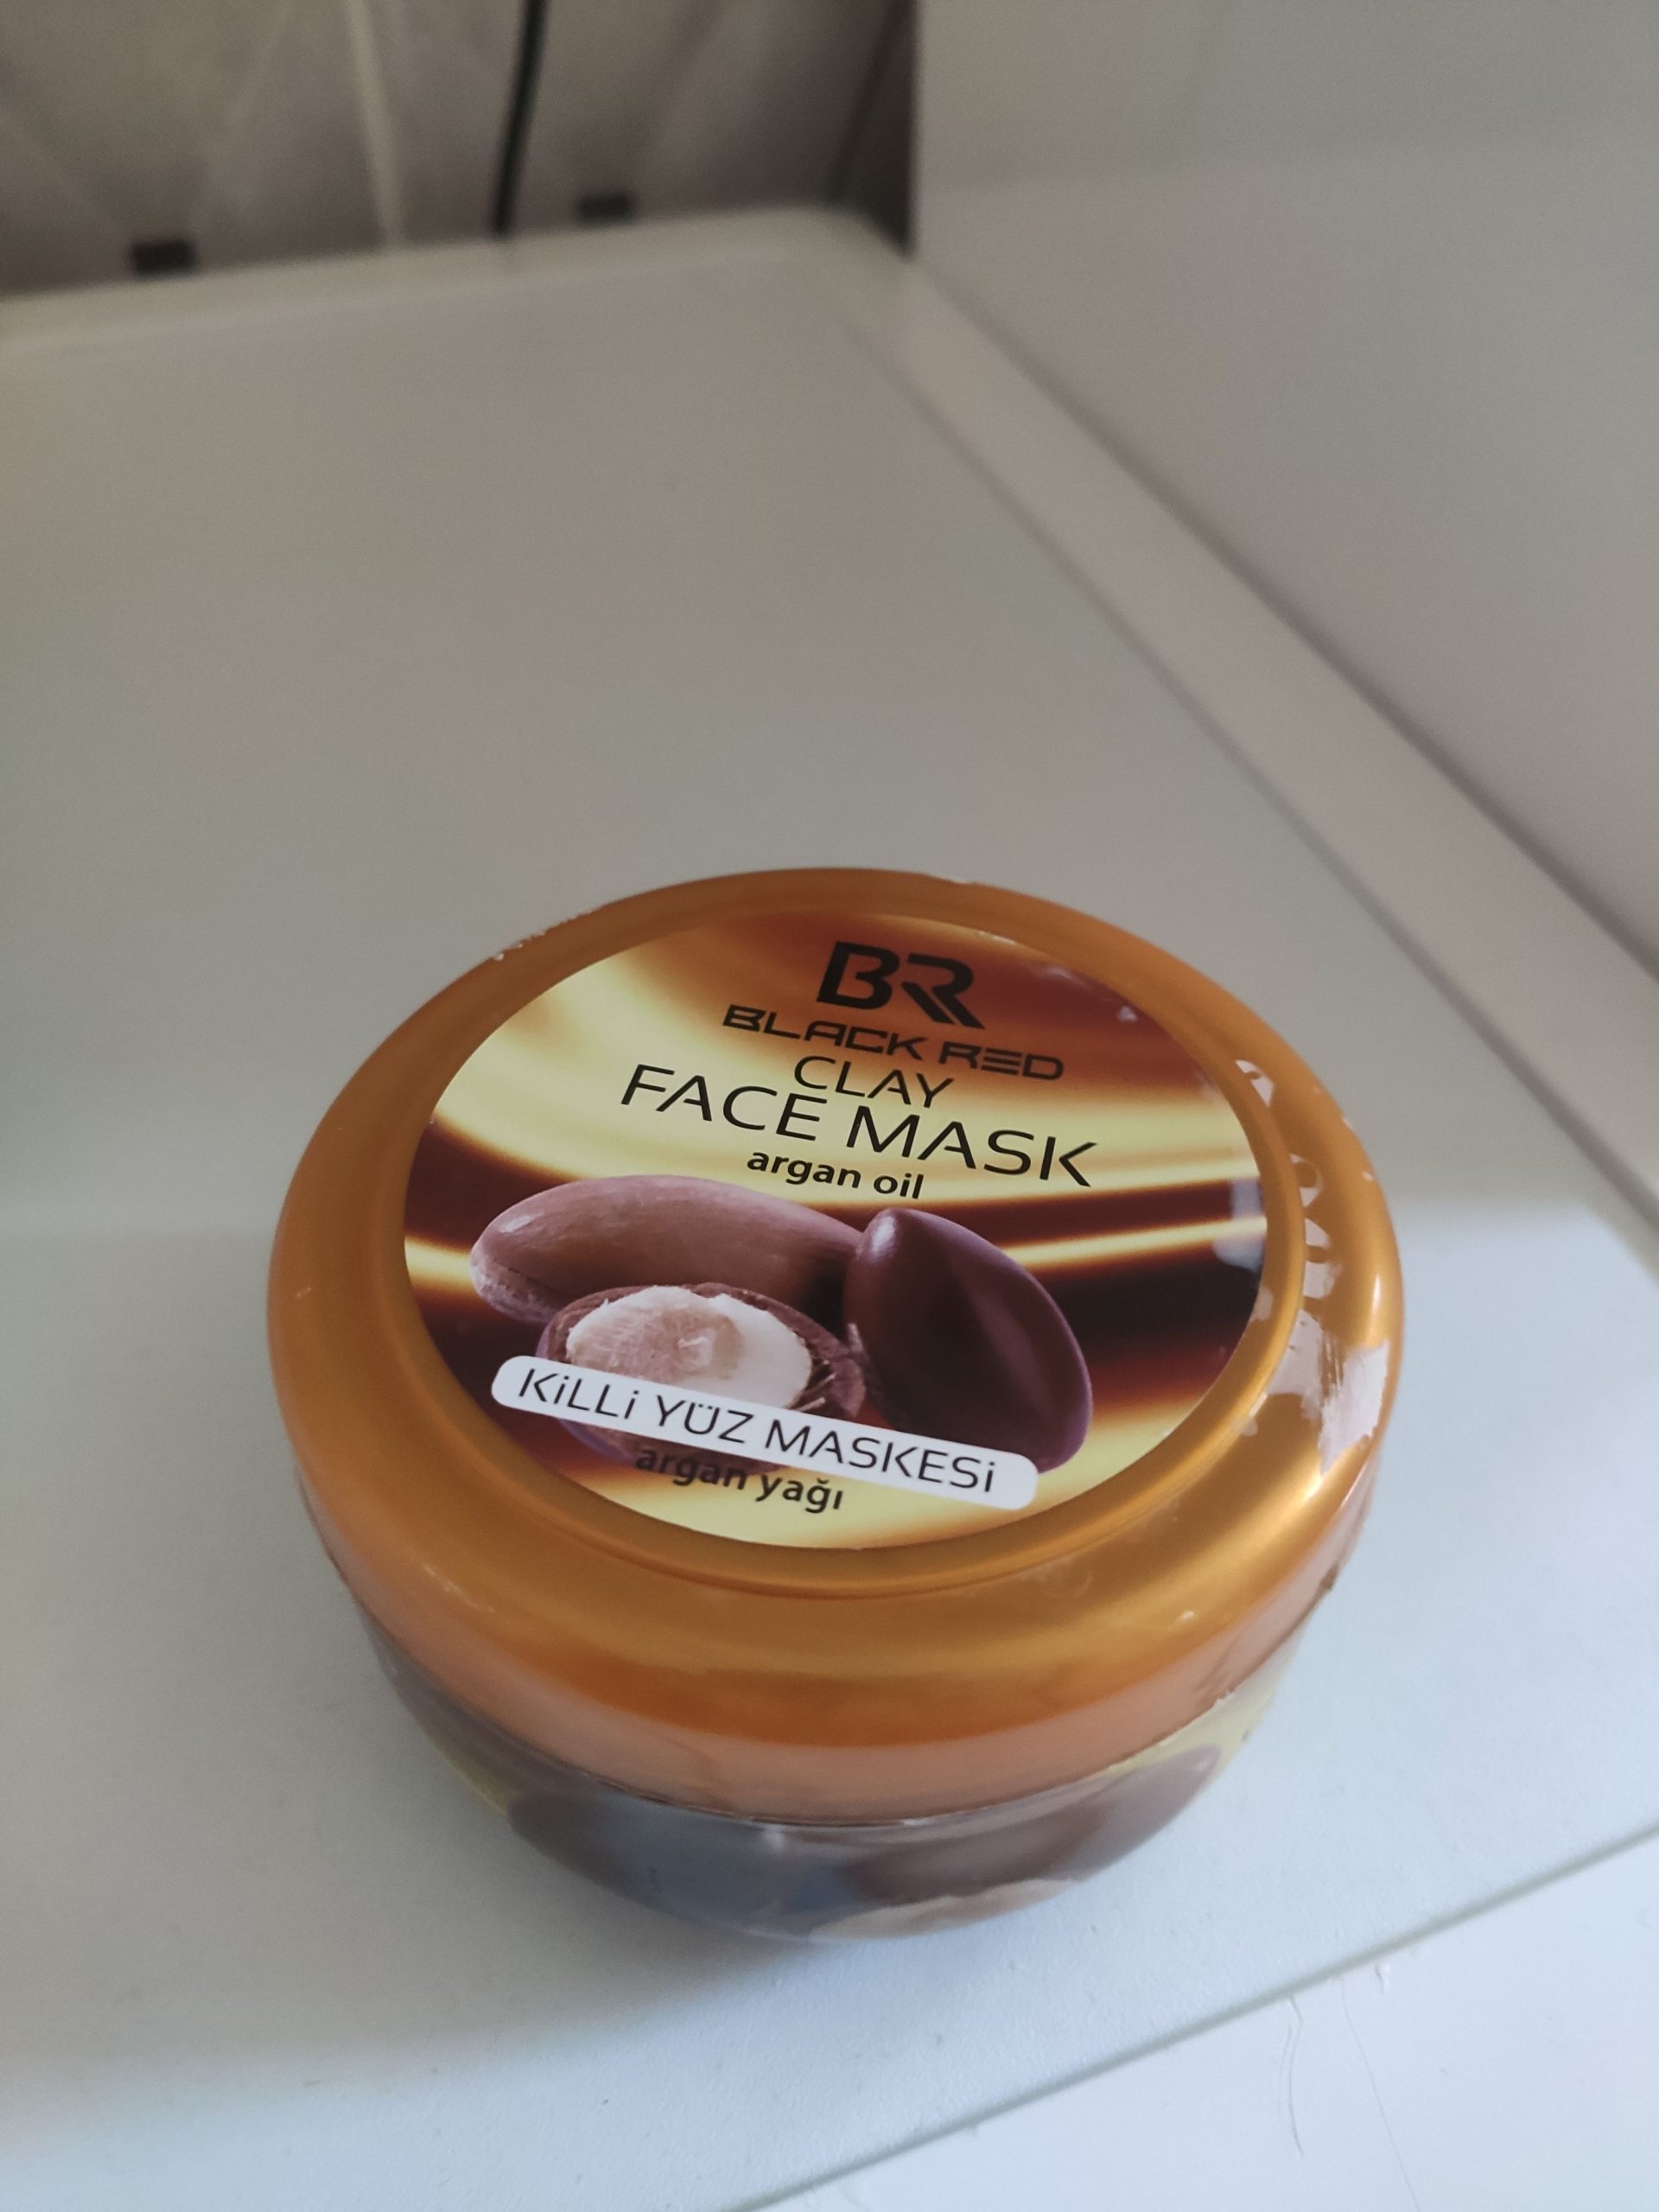 BR
BLACK RED
CLAY
FACE MASK
argan oil
KiLLi YÜZ MASKESi
argan yağı